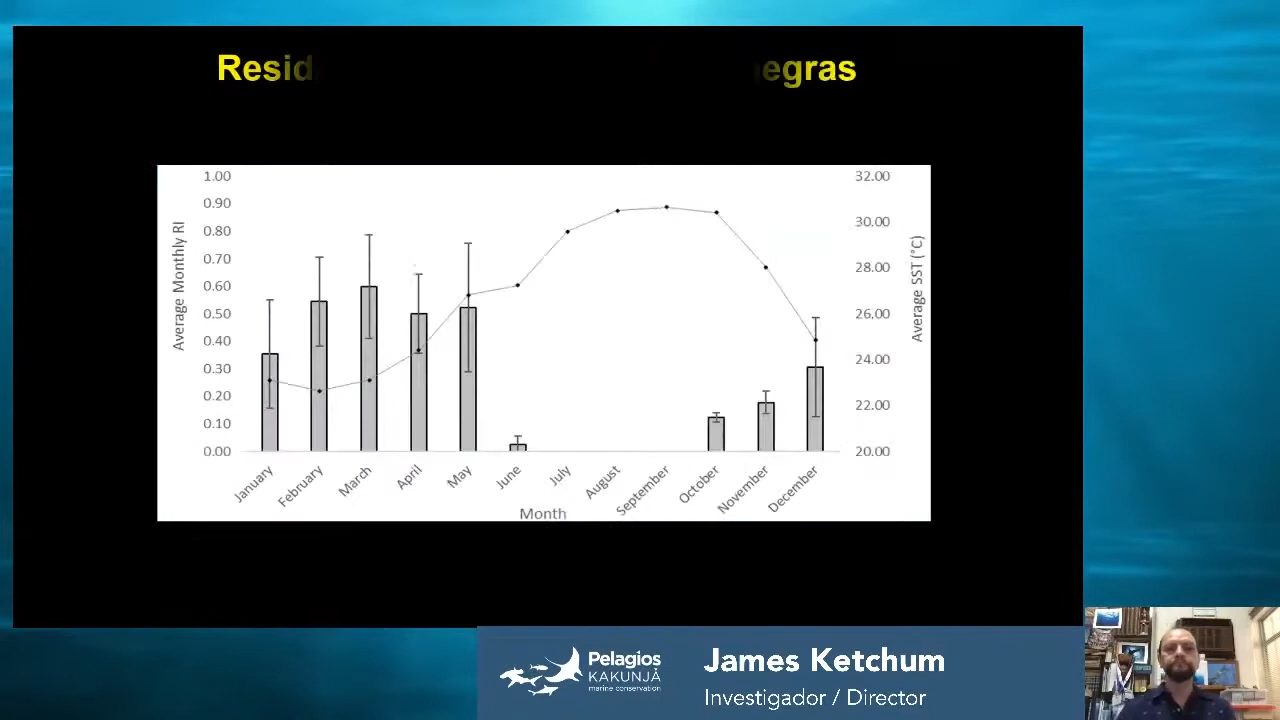 Resid egras
1.00
0.90
0.80
0.70
0.60
0.50
0.40
0.30
0.20
0.10
0.00
Average Monthly RI
32.00
30.00
28.00
26.00
24.00
22.00
20.00
Average SST (°C)
January
February
March
April
May
June
July
August
September
October
November
December
Month
Pelagios
KAKUNJÁ
marine conservation
James Ketchum
Investigador / Director